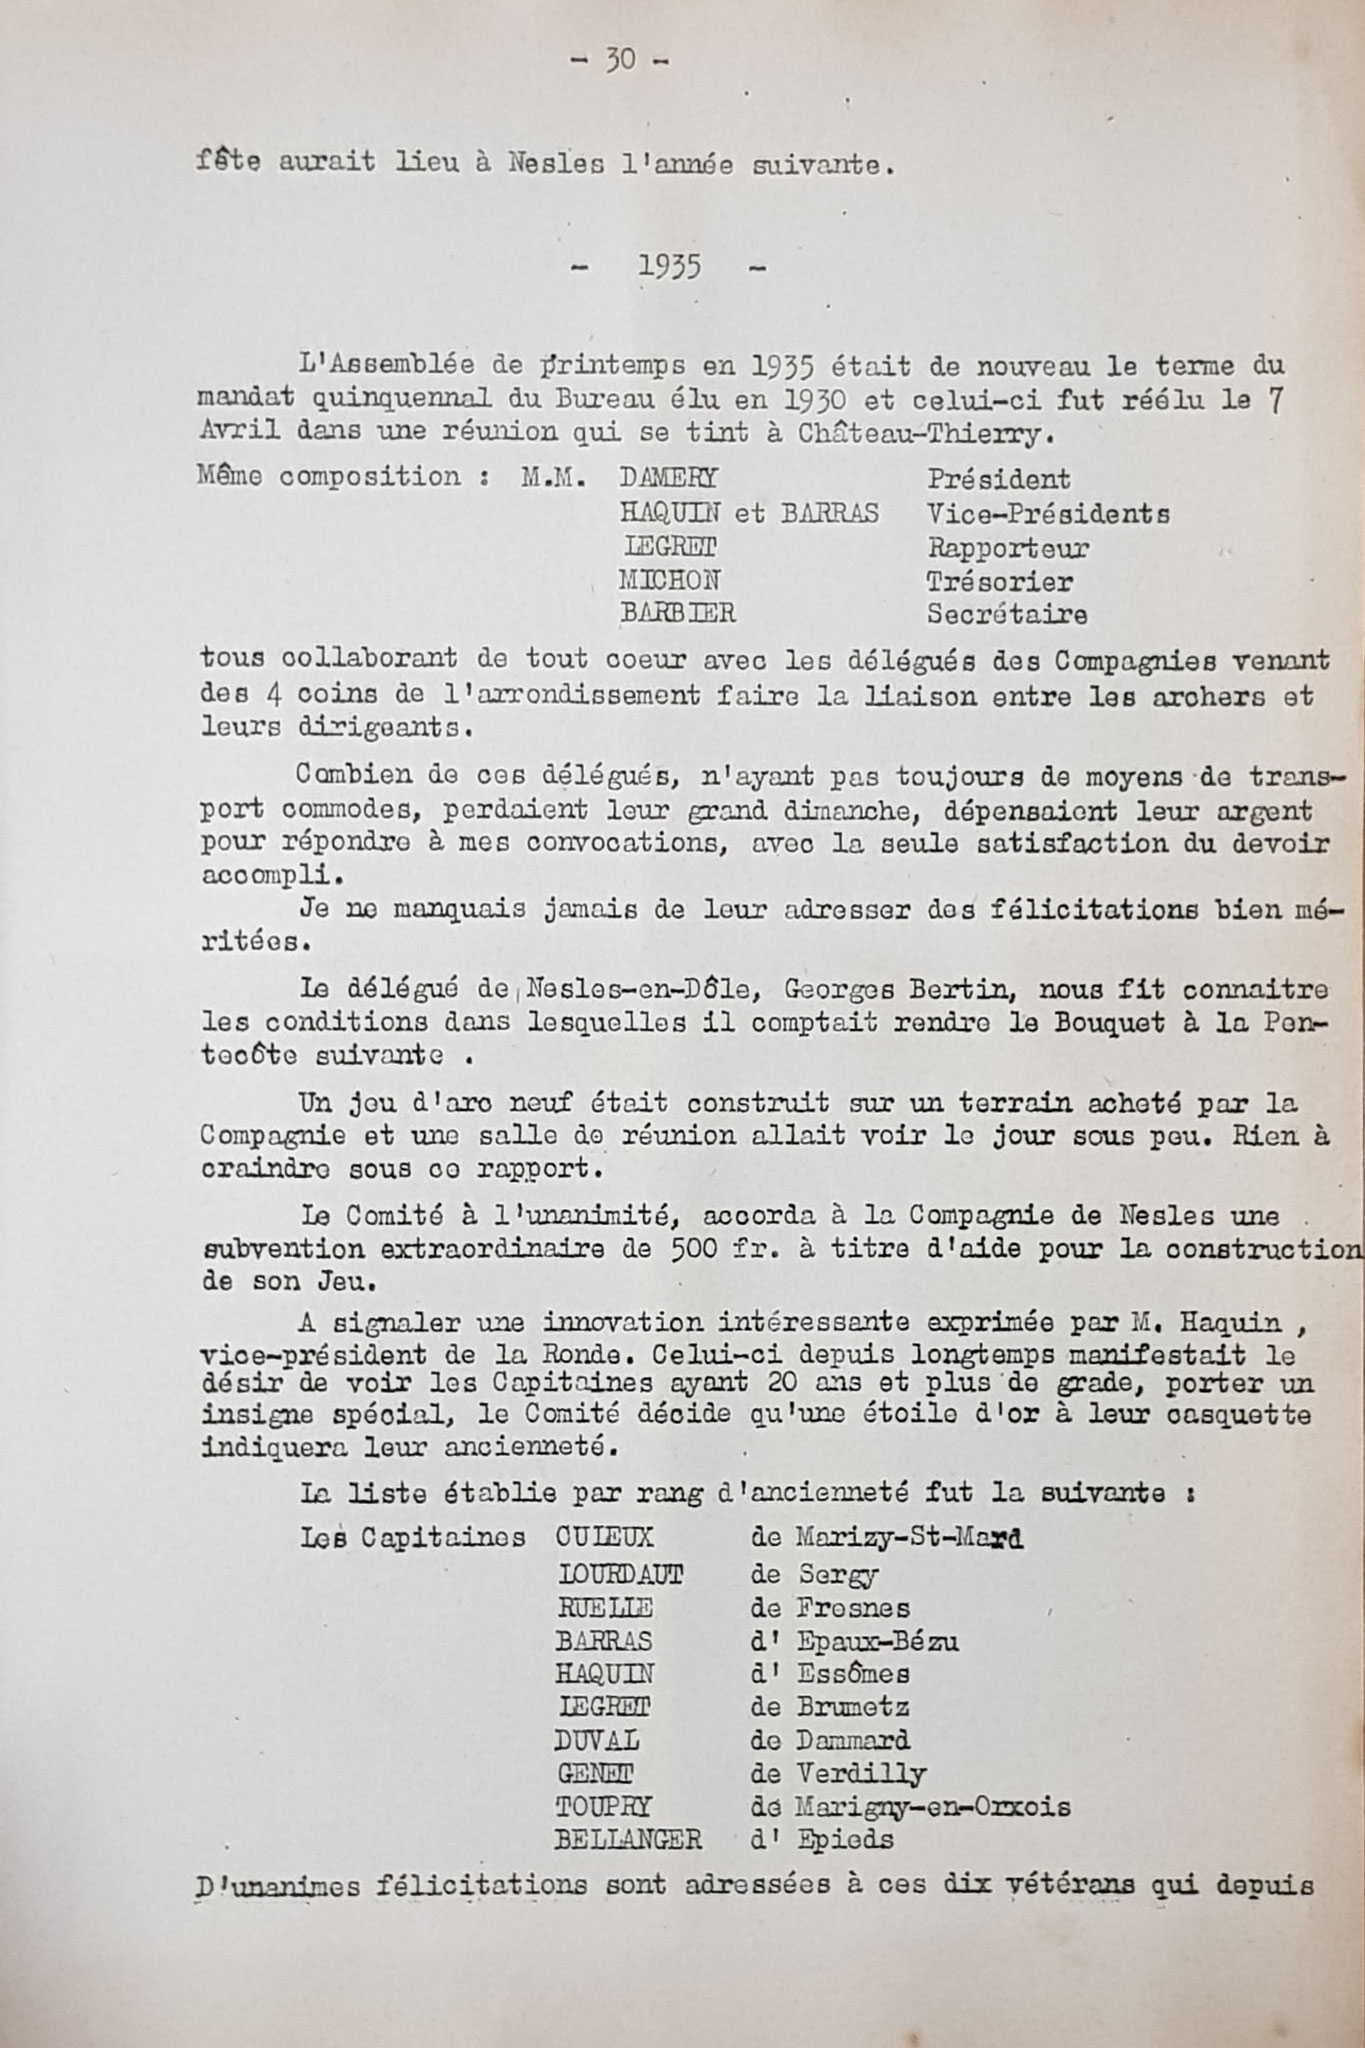 - 30 -
fête aurait lieu à Nesles l'année suivante.
- 1935 -
L'Assemblée de printemps en 1935 était de nouveau le terme du
mandat quinquennal du Bureau élu en 1930 et celui-ci fut réélu le 7
Avril dans une réunion qui se tint à Château-Thierry.
Même composition : M.M. DAMERY Président
HAQUIN et BARRAS Vice-Présidents
LEGRET Rapporteur
MICHON Trésorier
BARBIER Secrétaire
tous collaborant de tout coeur avec les délégués des Compagnies venant
des 4 coins de l'arrondissement faire la liaison entre les archers et
leurs dirigeants.
Combien de ces délégués, n'ayant pas toujours de moyens de trans-
port commodes, perdaient leur grand dimanche, dépensaient leur argent
pour répondre à mes convocations, avec la seule satisfaction du devoir
accompli.
Je ne manquais jamais de leur adresser des félicitations bien mé-
ritées.
Le délégué de Nesles-en-Dôle, Georges Bertin, nous fit connaitre
les conditions dans lesquelles il comptait rendre le Bouquet à la Pen-
tecôte suivante .
Un jeu d'arc neuf était construit sur un terrain acheté par la
Compagnie et une salle de réunion allait voir le jour sous peu. Rien à
craindre sous ce rapport.
Le Comité à l'unanimité, accorda à la Compagnie de Nesles une
subvention extraordinaire de 500 fr. à titre d'aide pour la construction
de son Jeu.
A signaler une innovation intéressante exprimée par M. Haquin ,
vice-président de la Ronde. Celui-ci depuis longtemps manifestait le
désir de voir les Capitaines ayant 20 ans et plus de grade, porter un
insigne spécial, le Comité décide qu'une étoile d'or à leur casquette
indiquera leur ancienneté.
La liste établie par rang d'ancienneté fut la suivante :
Les Capitaines CUIEUX de Marizy-St-Mard
LOURDAUT de Sergy
RUELLE de Fresnes
BARRAS d' Epaux-Bézu
HAQUIN d' Essômes
LEGRET de Brumetz
DUVAL de Dammard
GENET de Verdilly
TOUPRY de Marigny-en-Orxois
BELLANGER d' Epieds
D'unanimes félicitations sont adressées à ces dix vétérans qui depuis